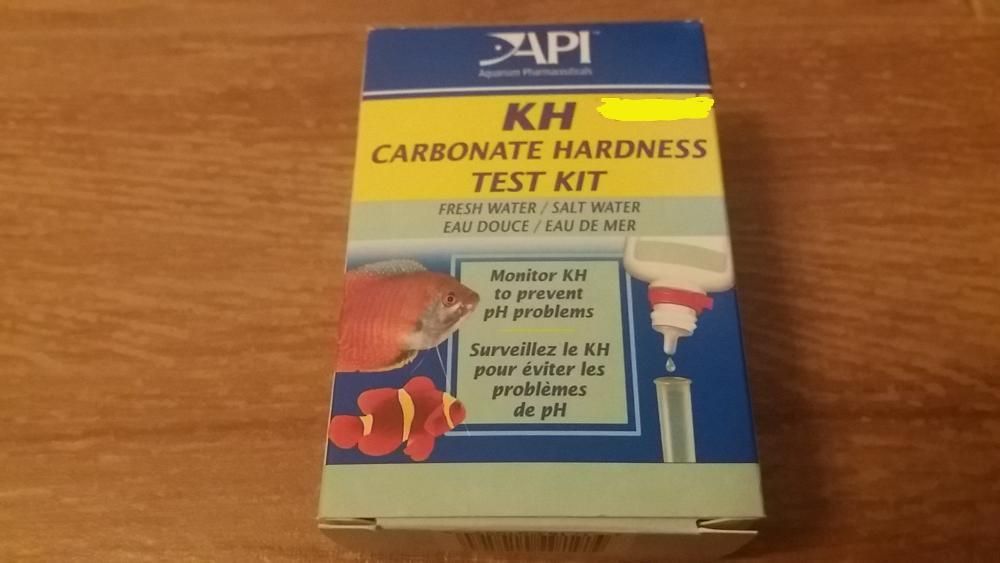 API
Aquarium Pharmaceuticals
KH
CARBONATE HARDNESS
TEST KIT
FRESH WATER / SALT WATER
EAU DOUCE / EAU DE MER
Monitor KH
to prevent
pH problems
Surveillez le KH
pour éviter les
problèmes
de pH